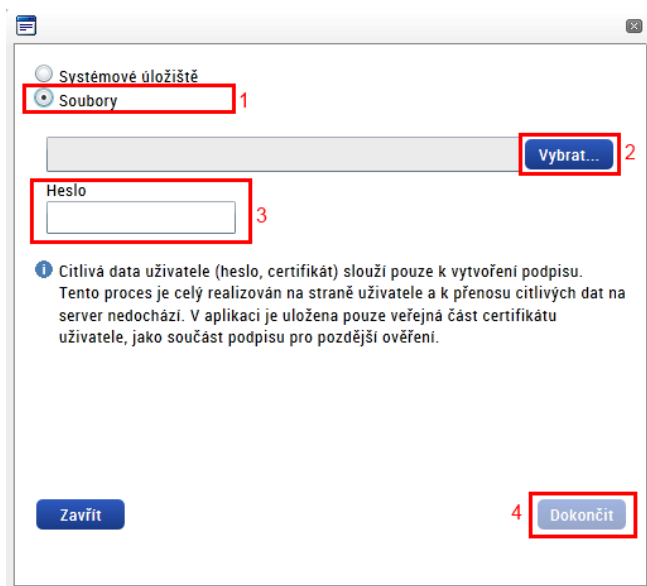 Systémové úložiště
Soubory 1
Vybrat... 2
Heslo
3
Citlivá data uživatele (heslo, certifikát) slouží pouze k vytvoření podpisu.
Tento proces je celý realizován na straně uživatele a k přenosu citlivých dat na
server nedochází. V aplikaci je uložena pouze veřejná část certifikátu
uživatele, jako součást podpisu pro pozdější ověření.
Zavřít 4 Dokončit